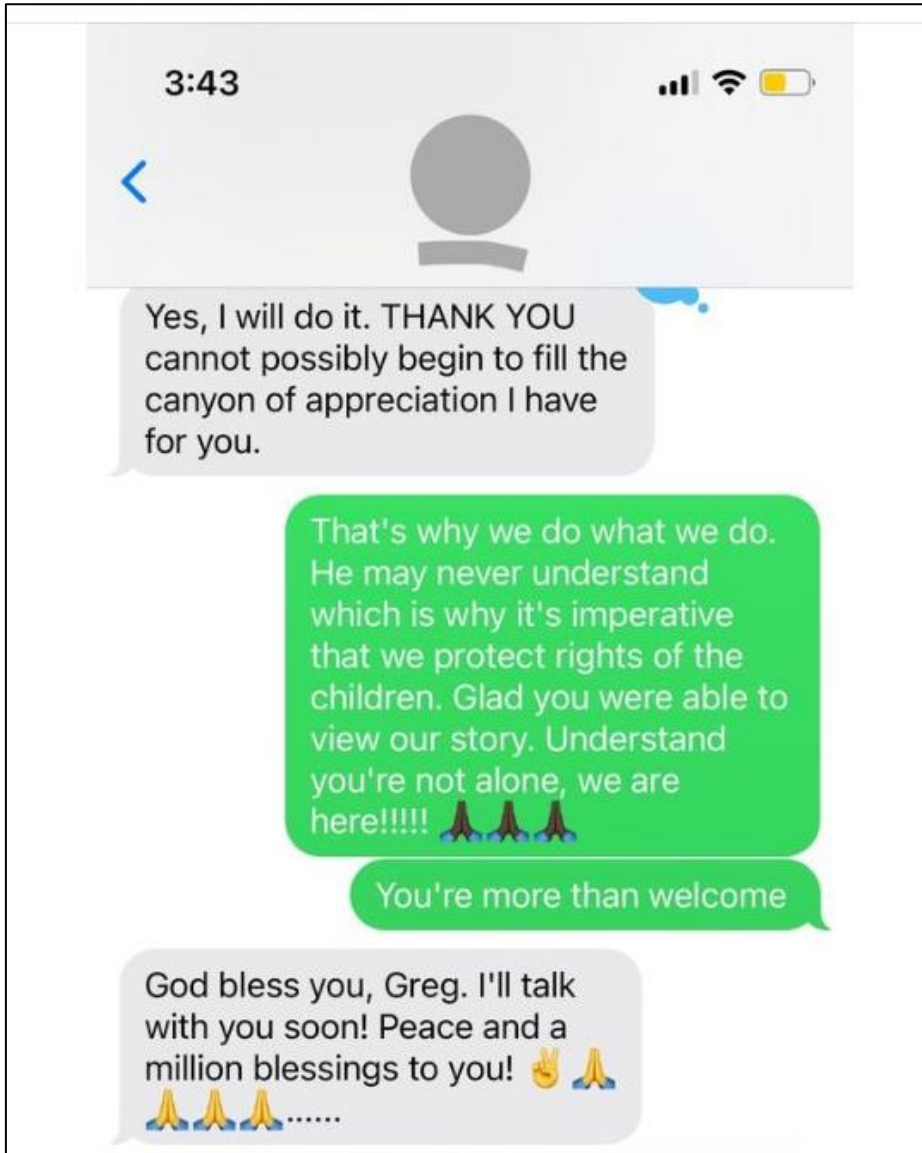 3:43
Yes, I will do it. THANK YOU
cannot possibly begin to fill the
canyon of appreciation I have
for you.
That's why we do what we do.
He may never understand
which is why it's imperative
that we protect rights of the
children. Glad you were able to
view our story. Understand
you're not alone, we are
here!!!!! 🙏🏿🙏🏿🙏🏿
You're more than welcome
God bless you, Greg. I'll talk
with you soon! Peace and a
million blessings to you! ✌️🙏
🙏🙏🙏......